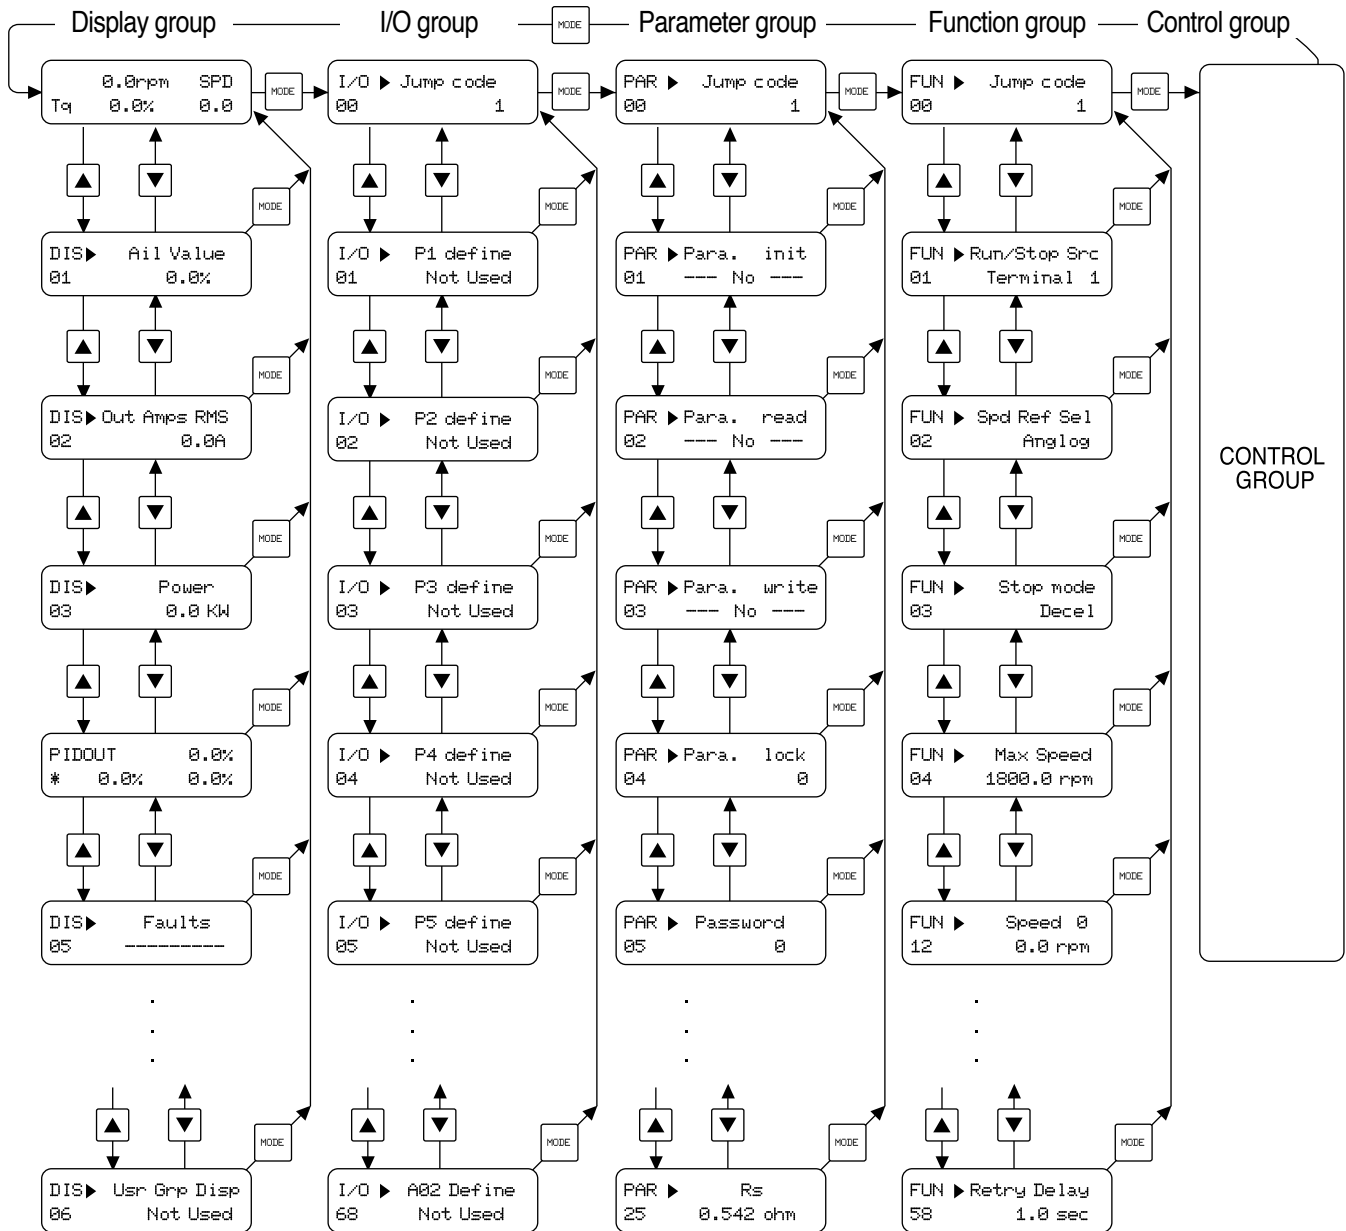 Display group I/O group MODE Parameter group Function group Control group
0.0rpm SPD
Tq 0.0% 0.0
MODE
I/O ▶ Jump code
00 1
MODE
PAR ▶ Jump code
00 1
MODE
FUN ▶ Jump code
00 1
MODE
MODE
MODE
MODE
MODE
DIS▶ Ail Value
01 0.0%
I/O ▶ P1 define
01 Not Used
PAR ▶Para. init
01 --- No ---
FUN ▶Run/Stop Src
01 Terminal 1
MODE
MODE
MODE
MODE
DIS▶Out Amps RMS
02 0.0A
I/O ▶ P2 define
02 Not Used
PAR ▶Para. read
02 --- No ---
FUN ▶ Spd Ref Sel
02 Anglog
CONTROL
GROUP
MODE
MODE
MODE
MODE
DIS▶ Power
03 0.0 KW
I/O ▶ P3 define
03 Not Used
PAR ▶Para. write
03 --- No ---
FUN ▶ Stop mode
03 Decel
MODE
MODE
MODE
MODE
PIDOUT 0.0%
* 0.0% 0.0%
I/O ▶ P4 define
04 Not Used
PAR ▶Para. lock
04 0
FUN ▶ Max Speed
04 1800.0 rpm
MODE
MODE
MODE
MODE
DIS▶ Faults
05 ---------
I/O ▶ P5 define
05 Not Used
PAR ▶ Password
05 0
FUN ▶ Speed 0
12 0.0 rpm
MODE
MODE
MODE
MODE
DIS▶ Usr Grp Disp
06 Not Used
I/O ▶ A02 Define
68 Not Used
PAR ▶ Rs
25 0.542 ohm
FUN ▶Retry Delay
58 1.0 sec